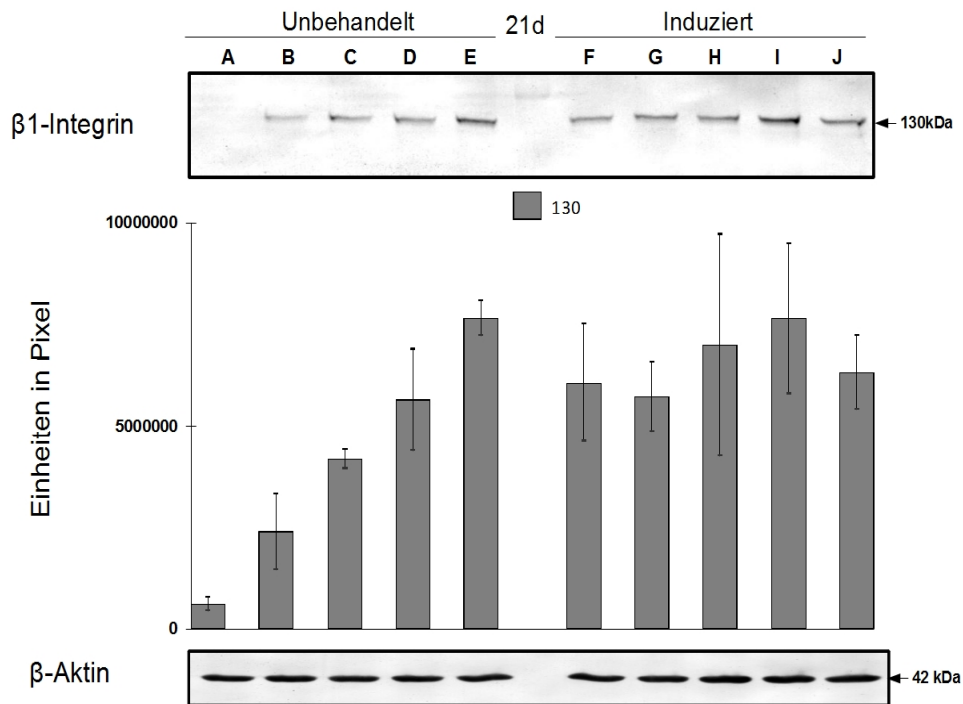 Unbehandelt 21d Induziert
A B C D E F G H I J
β1-Integrin 130kDa
130
10000000
Einheiten in Pixel
5000000
0
β-Aktin 42 kDa